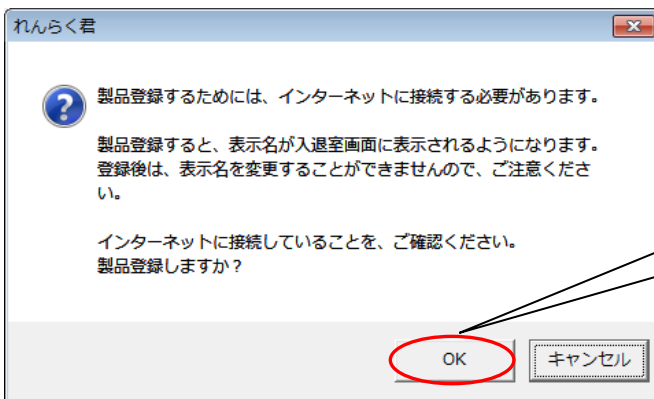 れんらく君
製品登録するためには、インターネットに接続する必要があります。
製品登録すると、表示名が入退室画面に表示されるようになります。
登録後は、表示名を変更することができませんので、ご注意くださ
い。
インターネットに接続していることを、ご確認ください。
製品登録しますか？
OK
キャンセル